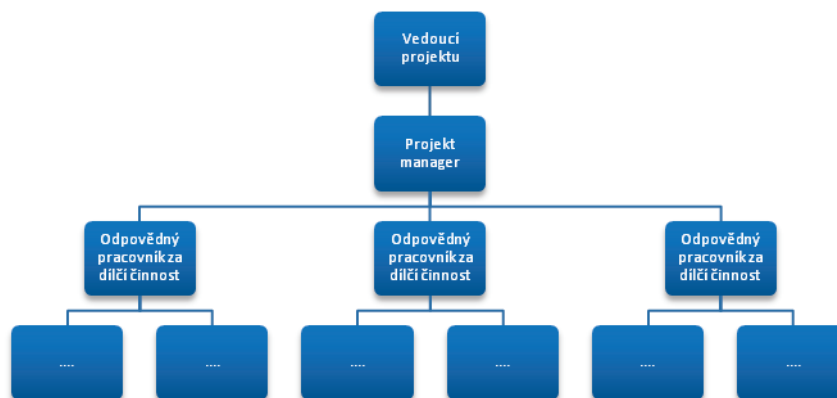 Vedoucí
projektu
Projekt
manager
Odpovědný
pracovník za
dílčí činnost
Odpovědný
pracovník za
dílčí činnost
Odpovědný
pracovník za
dílčí činnost
....
....
....
....
....
....